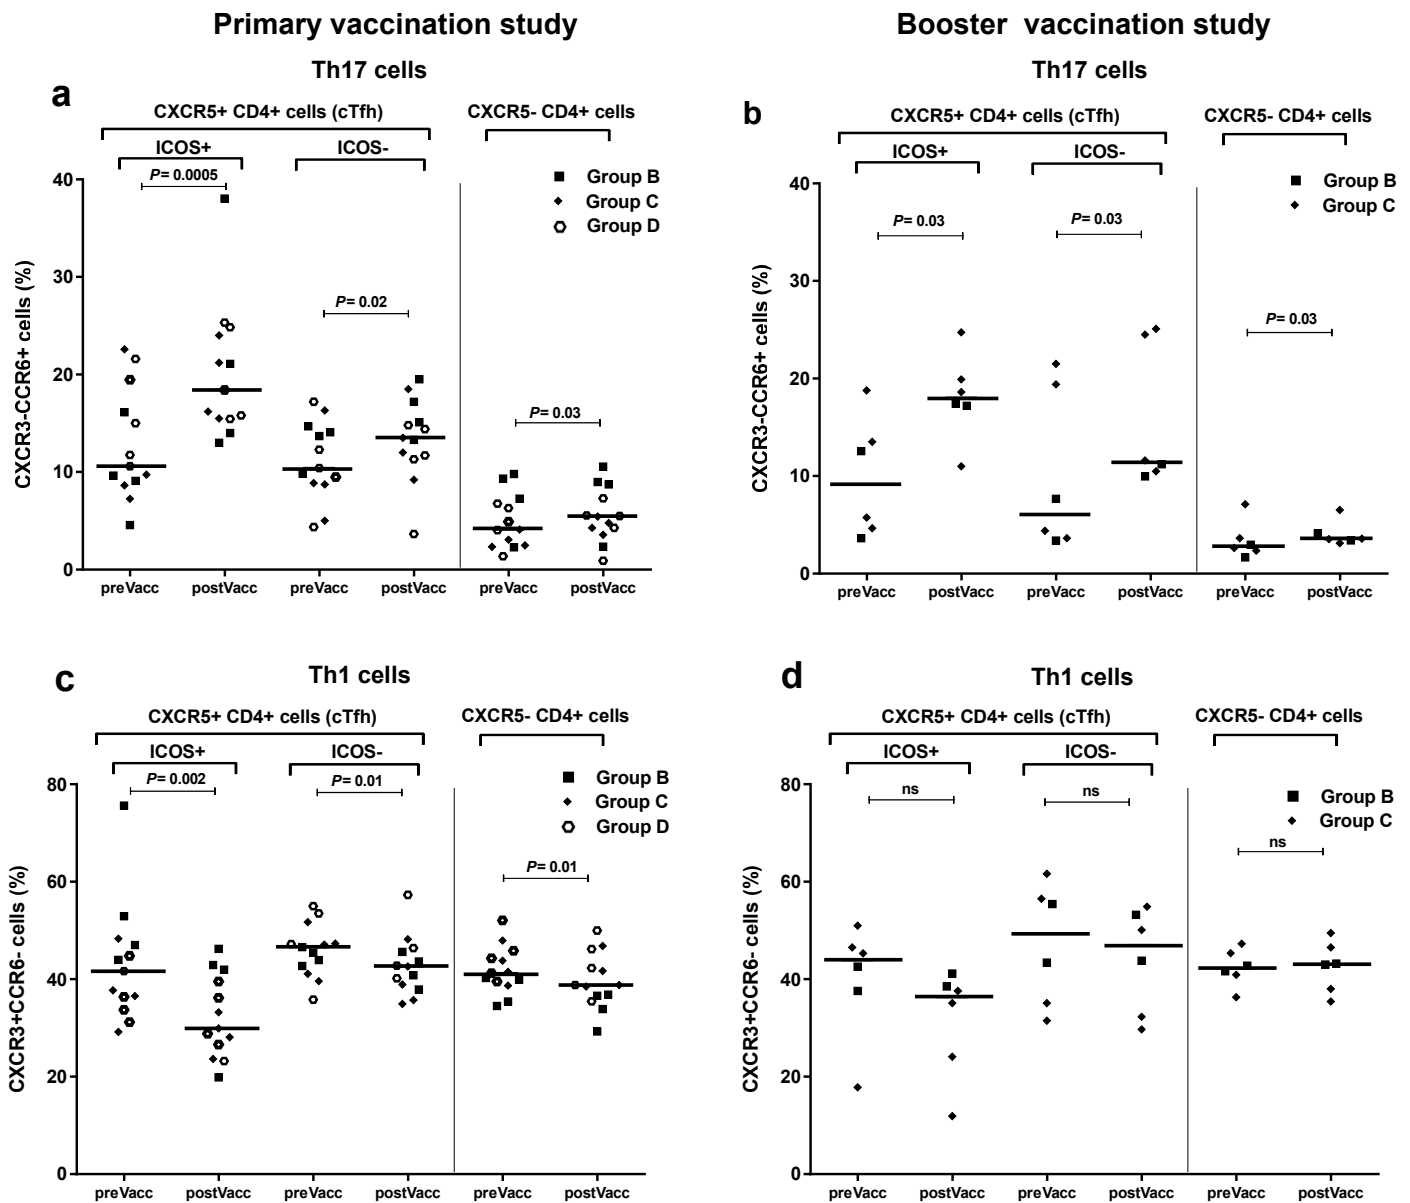 Primary vaccination study
Booster vaccination study
a
Th17 cells
CXCR5+ CD4+ cells (cTfh)
CXCR5- CD4+ cells
ICOS+
ICOS-
P= 0.0005
P= 0.02
P= 0.03
Group B
Group C
Group D
CXCR3-CCR6+ cells (%)
40
30
20
10
0
preVacc
postVacc
preVacc
postVacc
preVacc
postVacc
b
Th17 cells
CXCR5+ CD4+ cells (cTfh)
CXCR5- CD4+ cells
ICOS+
ICOS-
P= 0.03
P= 0.03
P= 0.03
Group B
Group C
CXCR3-CCR6+ cells (%)
40
30
20
10
0
preVacc
postVacc
preVacc
postVacc
preVacc
postVacc
c
Th1 cells
CXCR5+ CD4+ cells (cTfh)
CXCR5- CD4+ cells
ICOS+
ICOS-
P= 0.002
P= 0.01
P= 0.01
Group B
Group C
Group D
CXCR3+CCR6- cells (%)
80
60
40
20
0
preVacc
postVacc
preVacc
postVacc
preVacc
postVacc
d
Th1 cells
CXCR5+ CD4+ cells (cTfh)
CXCR5- CD4+ cells
ICOS+
ICOS-
ns
ns
ns
Group B
Group C
CXCR3+CCR6- cells (%)
80
60
40
20
0
preVacc
postVacc
preVacc
postVacc
preVacc
postVacc